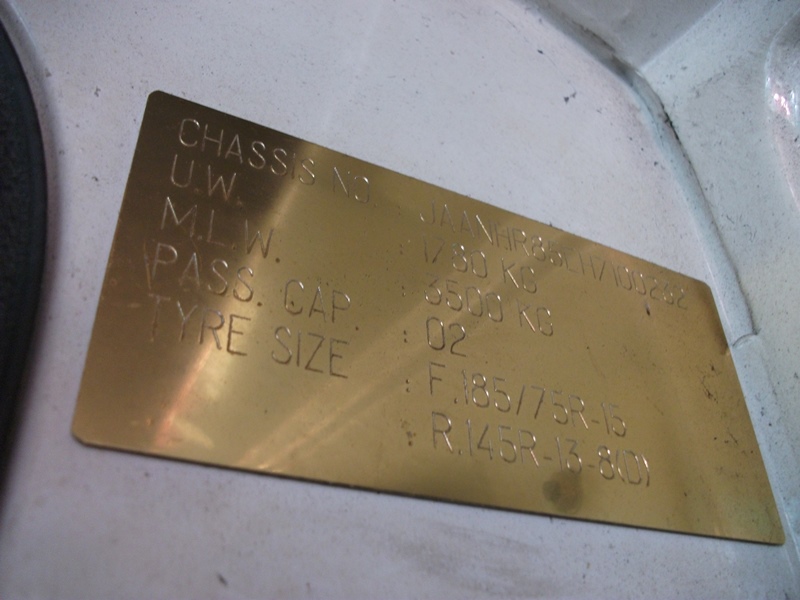 CHASSIS NO. :
U.W. : 1780 KG
M.L.W. : 3500 KG
PASS. CAP. : 02
TYRE SIZE : F.185/75R-15
: R.145R-13-8(D)